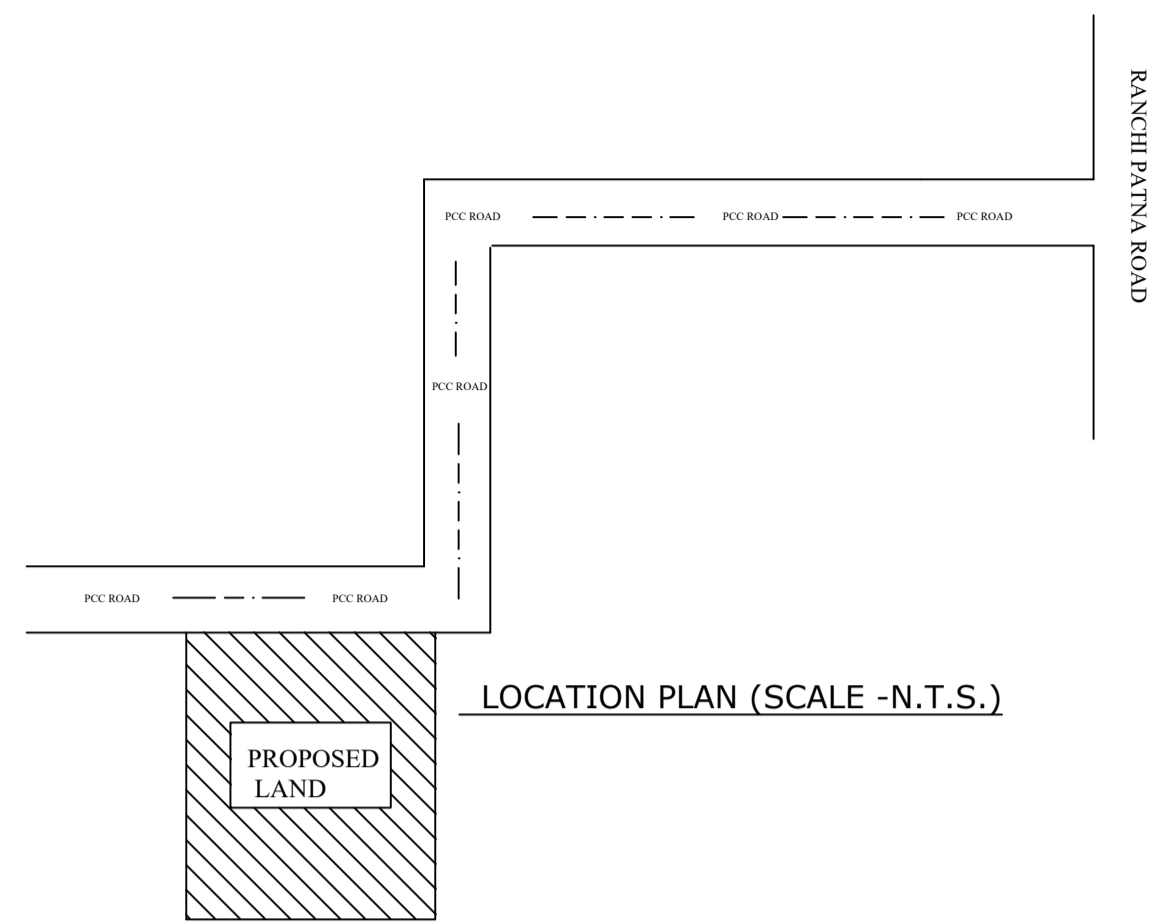 RANCHI PATNA ROAD
PCC ROAD
PCC ROAD
PCC ROAD
PCC ROAD
PCC ROAD
PCC ROAD
LOCATION PLAN (SCALE -N.T.S.)
PROPOSED
LAND